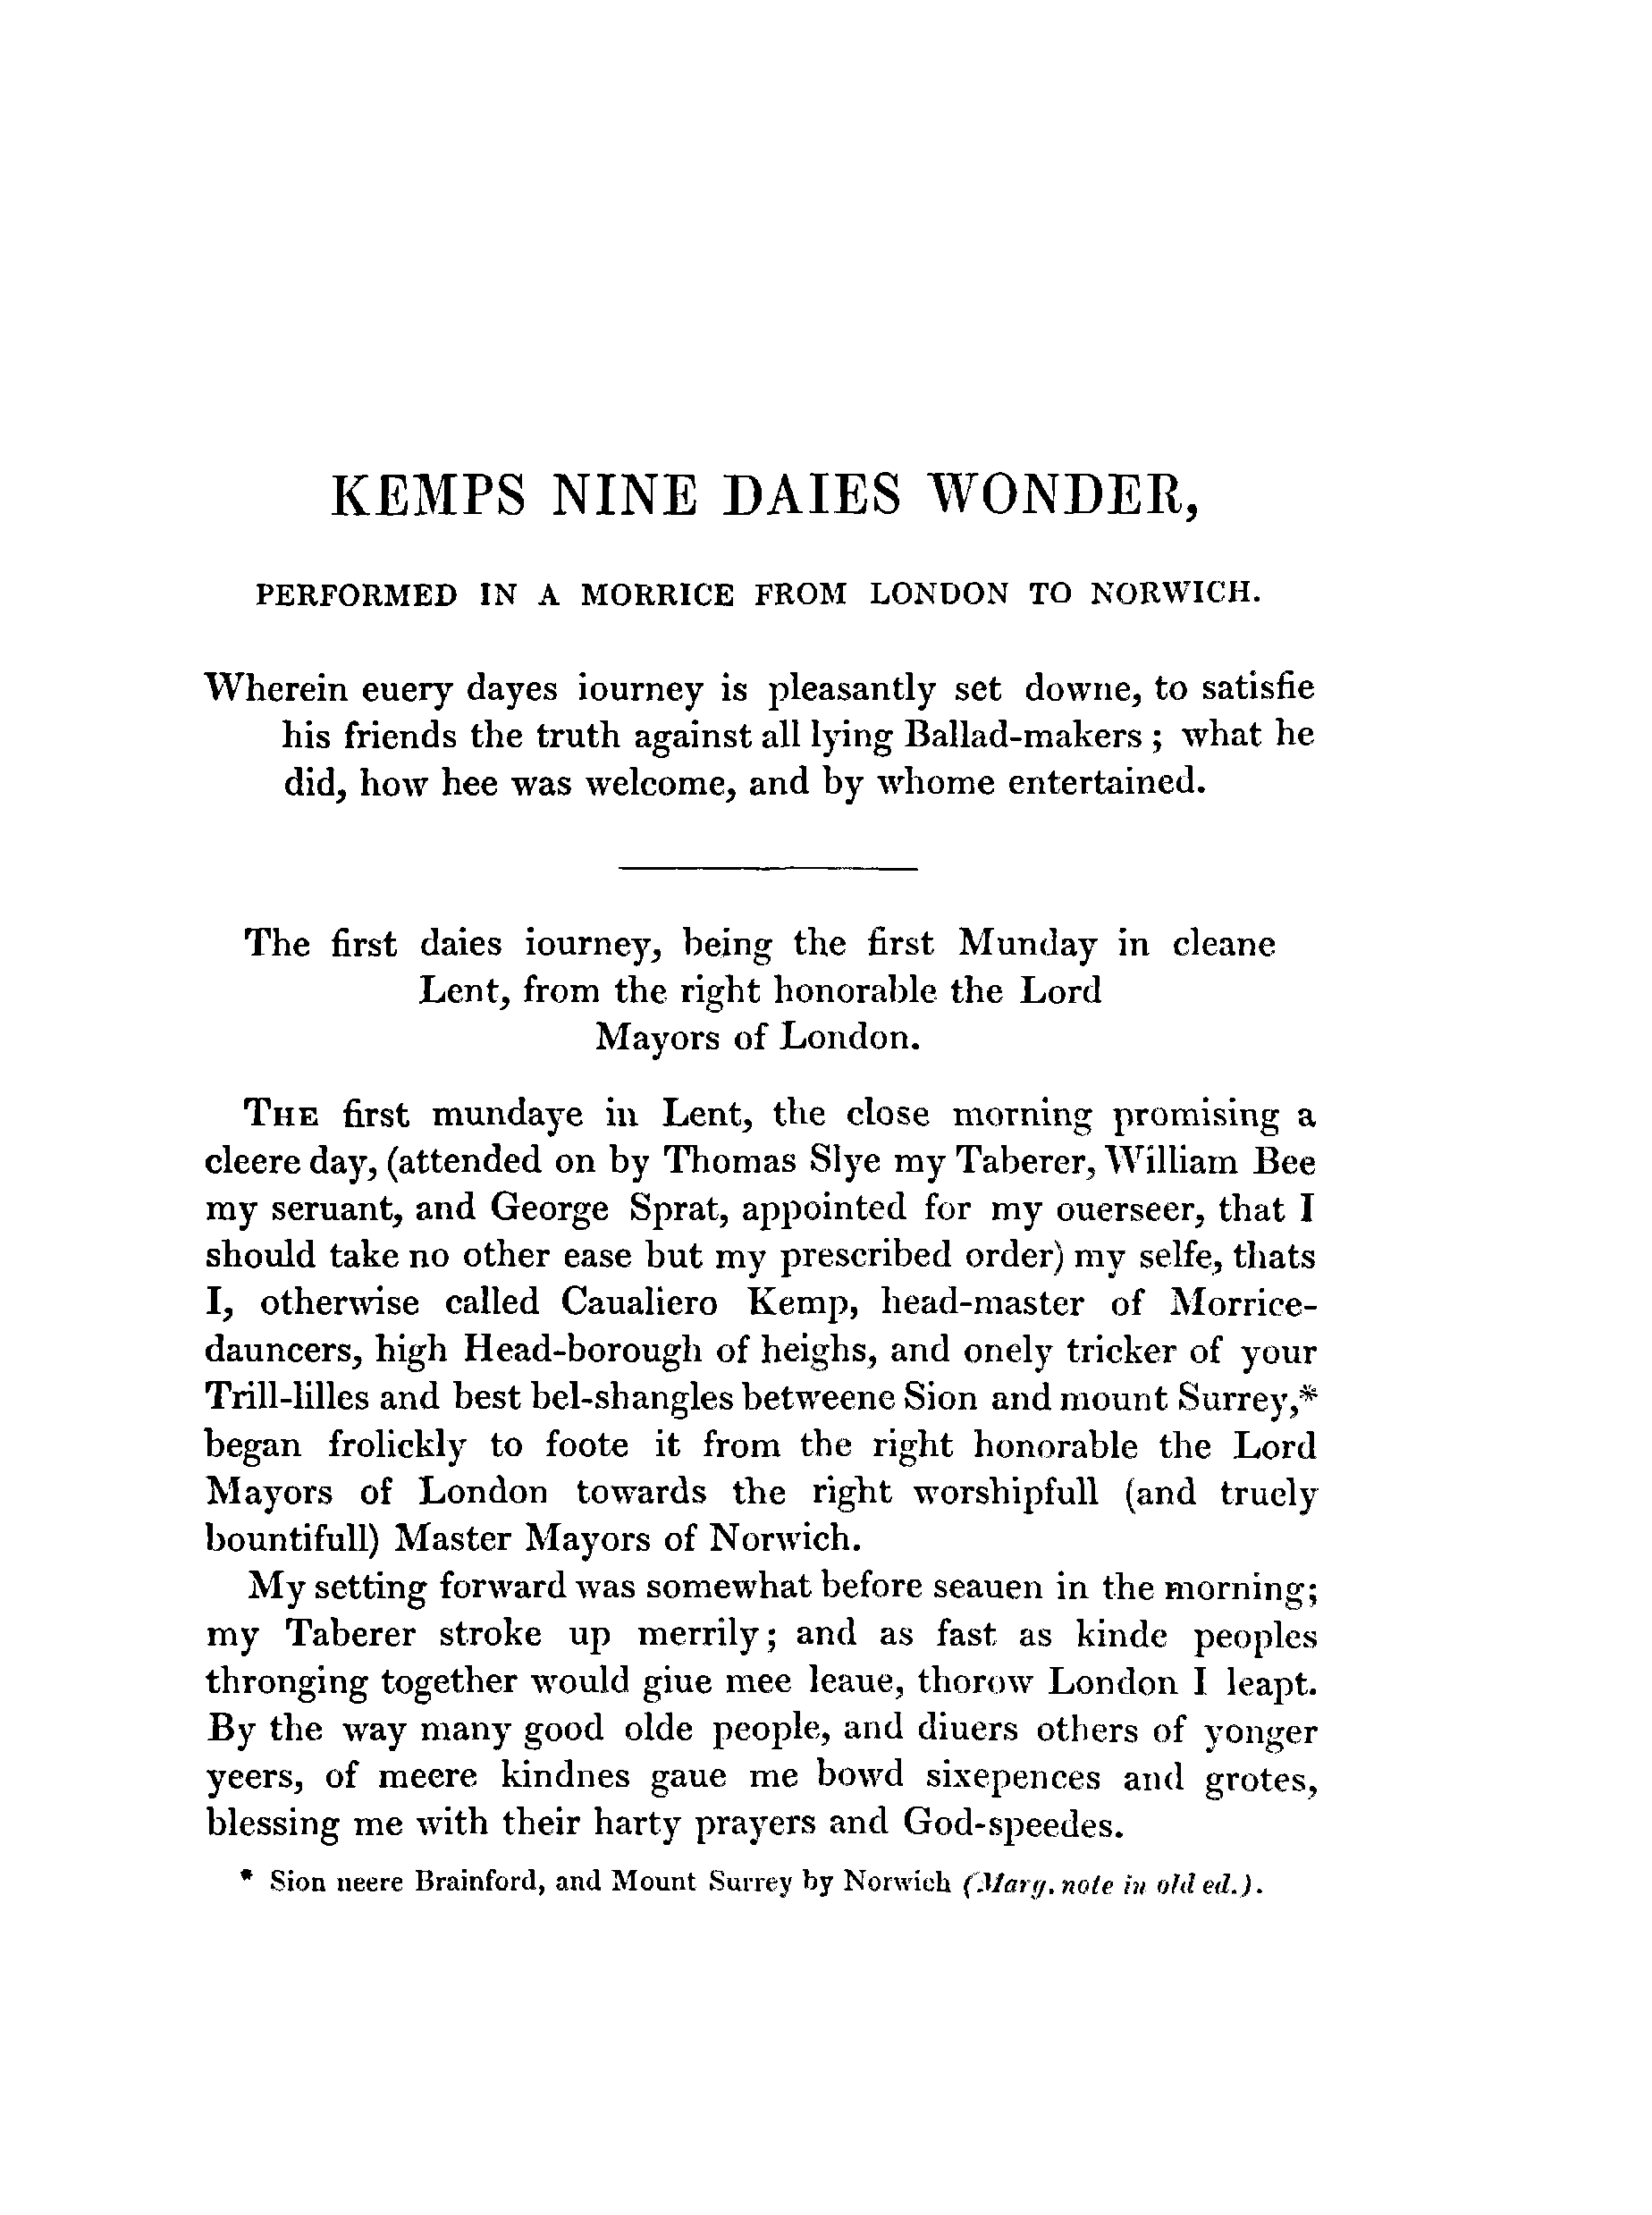 KEMPS NINE DAIES WONDER,
PERFORMED IN A MORRICE FROM LONDON TO NORWICH.
Wherein euery dayes iourney is pleasantly set downe, to satisfie
his friends the truth against all lying Ballad-makers ; what he
did, how hee was welcome, and by whome entertained.
The first daies iourney, being the first Munday in cleane
Lent, from the right honorable the Lord
Mayors of London.
THE first mundaye in Lent, the close morning promising a
cleere day, (attended on by Thomas Slye my Taberer, William Bee
my seruant, and George Sprat, appointed for my ouerseer, that I
should take no other ease but my prescribed order) my selfe, thats
I, otherwise called Caualiero Kemp, head-master of Morrice-
dauncers, high Head-borough of heighs, and onely tricker of your
Trill-lilles and best bel-shangles betweene Sion and mount Surrey,*
began frolickly to foote it from the right honorable the Lord
Mayors of London towards the right worshipfull (and truely
bountifull) Master Mayors of Norwich.
My setting forward was somewhat before seauen in the morning;
my Taberer stroke up merrily; and as fast as kinde peoples
thronging together would giue mee leaue, thorow London I leapt.
By the way many good olde people, and diuers others of yonger
yeers, of meere kindnes gaue me bowd sixepences and grotes,
blessing me with their harty prayers and God-speedes.
* Sion neere Brainford, and Mount Surrey by Norwich (Marg. note in old ed.).